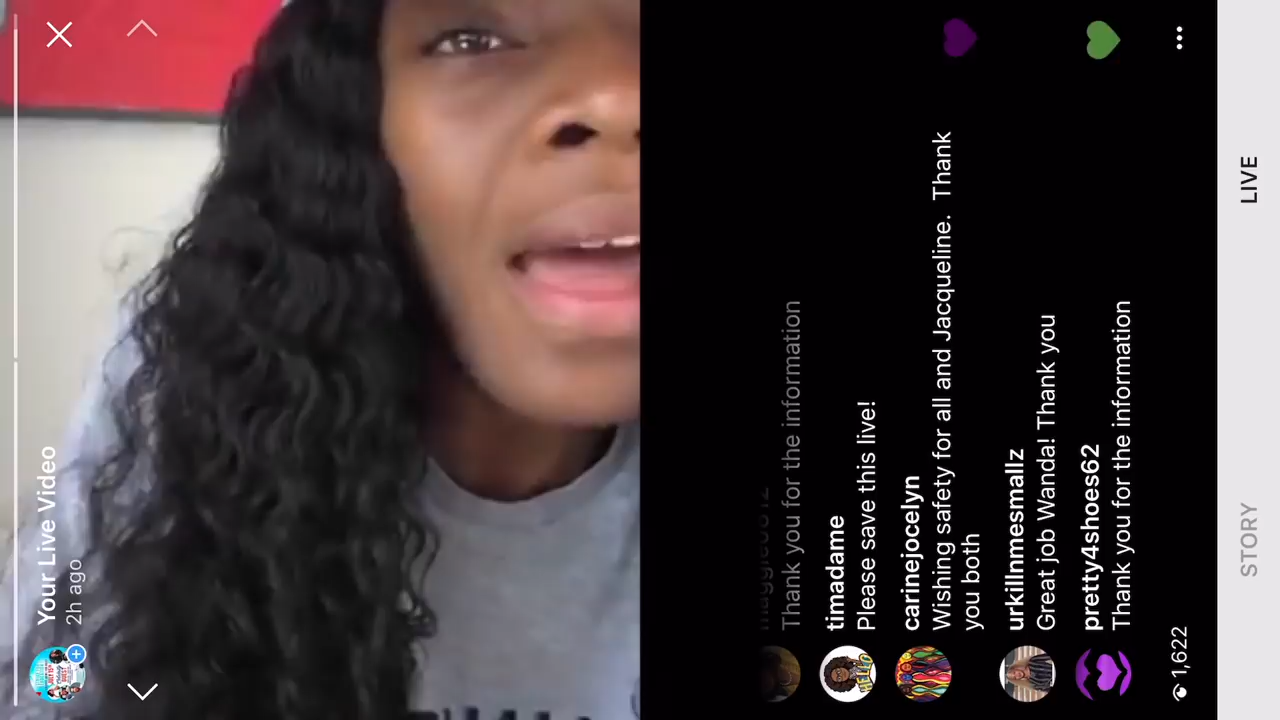 Your Live Video
2h ago
Thank you for the information
timadame
Please save this live!
carinejocelyn
Wishing safety for all and Jacqueline. Thank
you both
urkillnmesmallz
Great job Wanda! Thank you
pretty4shoes62
Thank you for the information
1,622
STORY
LIVE